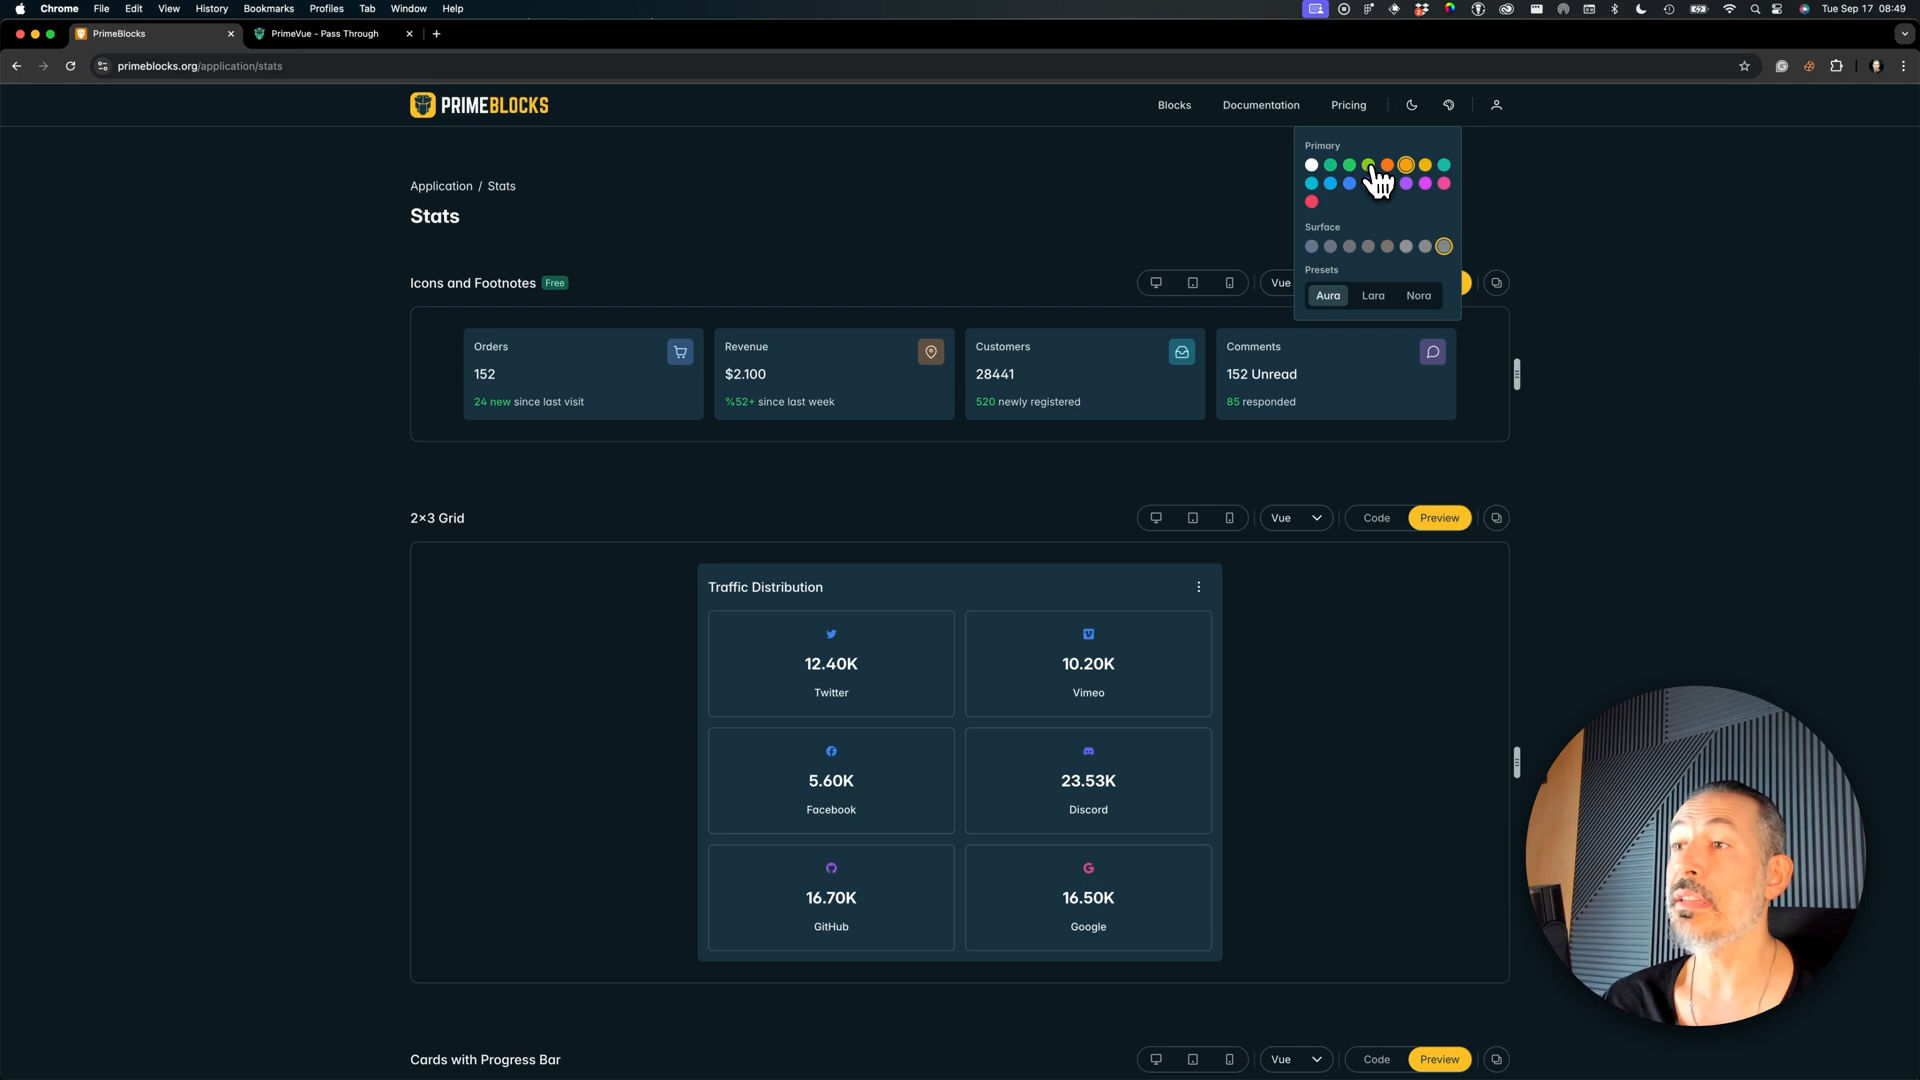 Chrome File Edit View History Bookmarks Profiles Tab Window Help Tue Sep 17 08:49
PrimeBlocks PrimeVue - Pass Through
primeblocks.org/application/stats
PRIMEBLOCKS Blocks Documentation Pricing
Primary
Application / Stats
Stats
Surface
Presets
Aura Lara Nora
Icons and Footnotes Free Vue
Orders Revenue Customers Comments
152 $2.100 28441 152 Unread
24 new since last visit %52+ since last week 520 newly registered 85 responded
2×3 Grid Vue Code Preview
Traffic Distribution
12.40K 10.20K
Twitter Vimeo
5.60K 23.53K
Facebook Discord
16.70K 16.50K
GitHub Google
Cards with Progress Bar Vue Code Preview